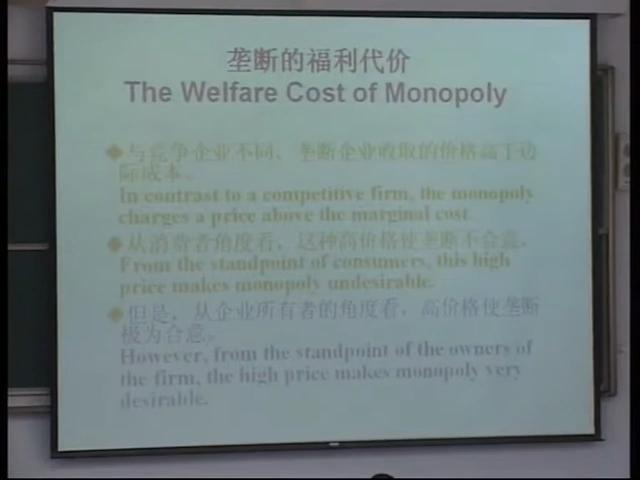 垄断的福利代价
The Welfare Cost of Monopoly
◆与竞争企业不同，垄断企业收取的价格高于边
际成本。
In contrast to a competitive firm, the monopoly
charges a price above the marginal cost.
◆从消费者角度看，这种高价格使垄断不合意。
From the standpoint of consumers, this high
price makes monopoly undesirable.
◆但是，从企业所有者的角度看，高价格使垄断
极为合意。
However, from the standpoint of the owners of
the firm, the high price makes monopoly very
desirable.